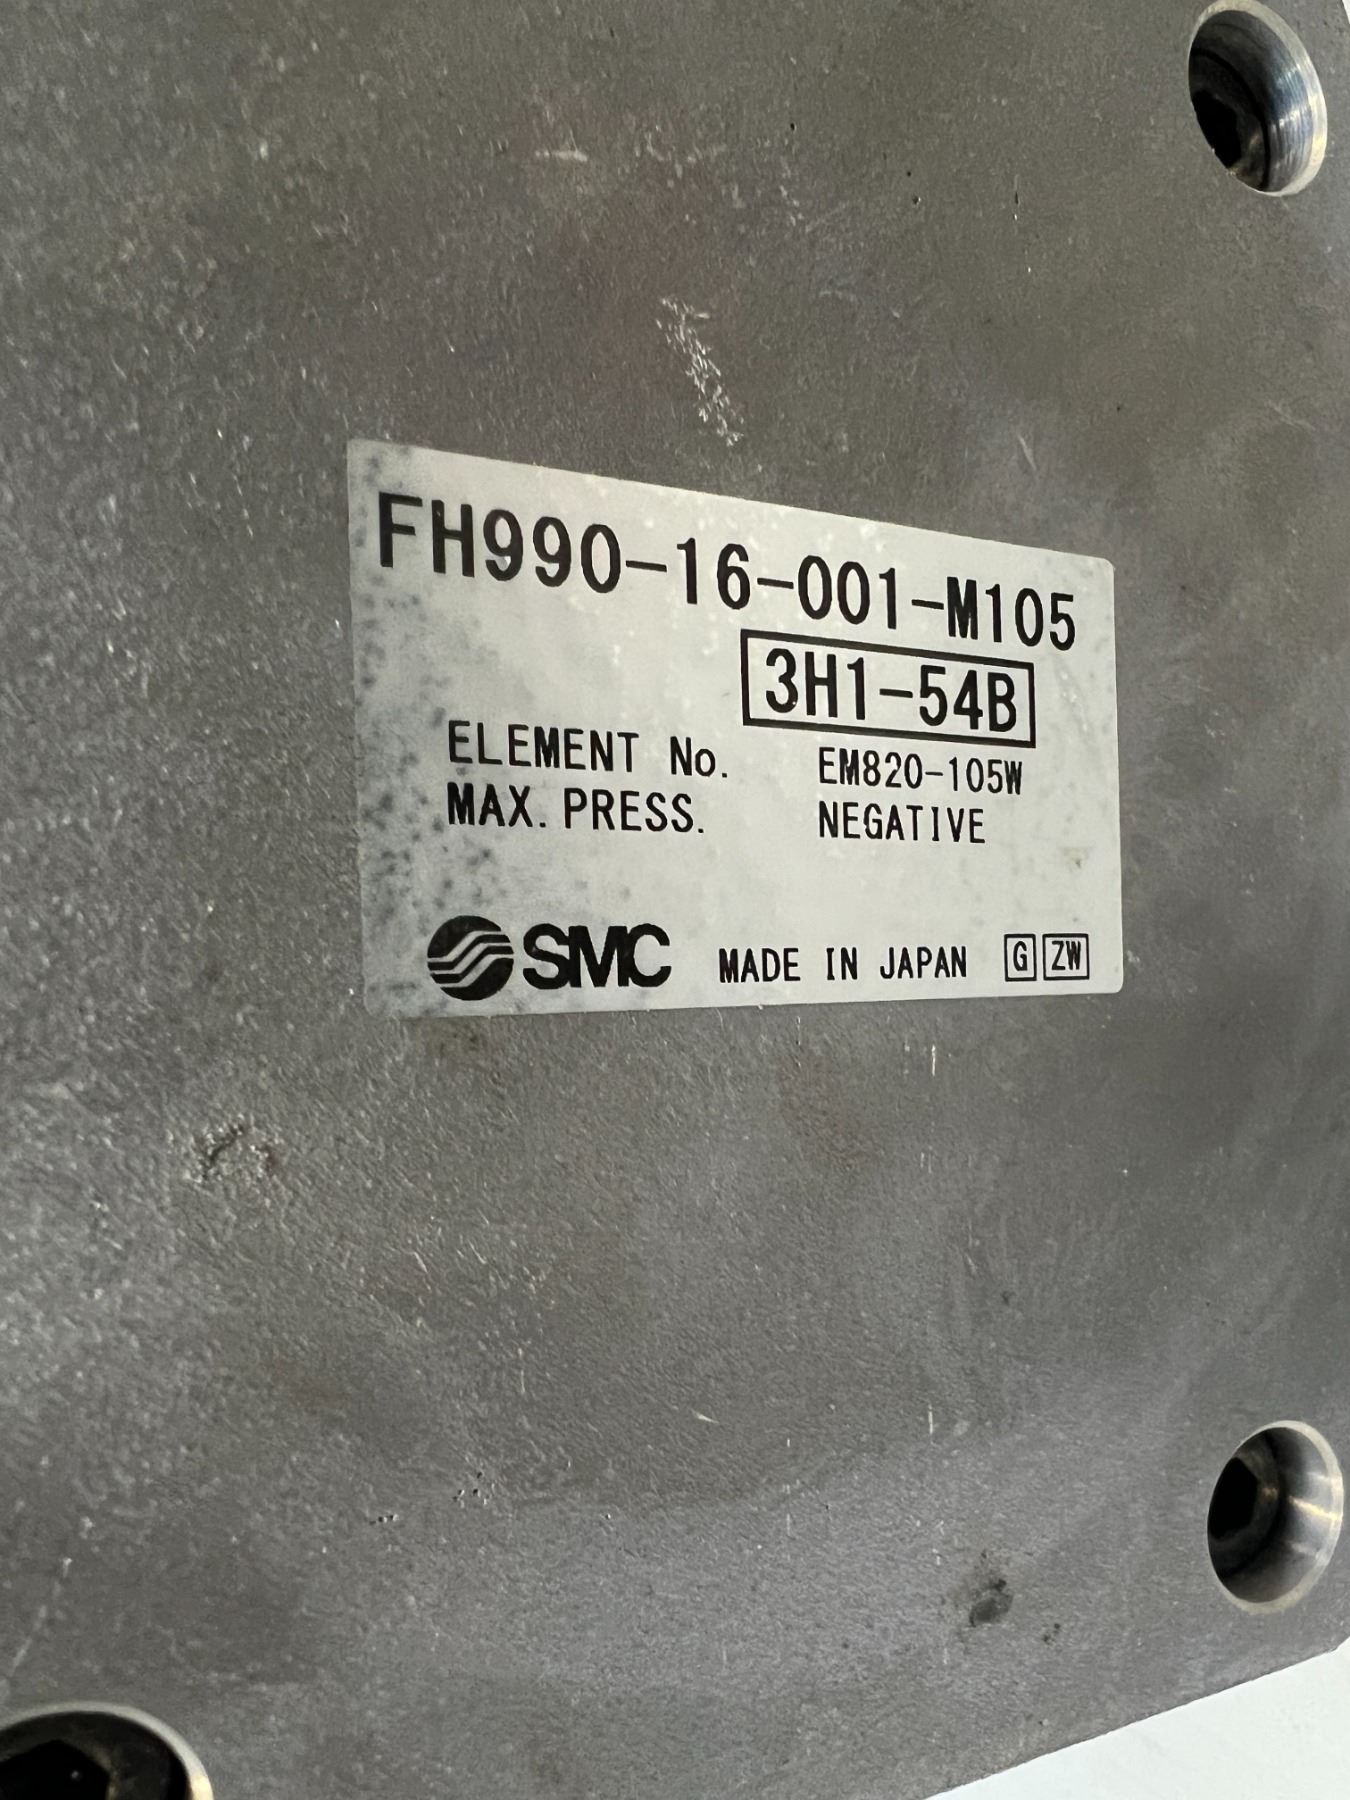 FH990-16-001-M105
3H1-54B
ELEMENT No. EM820-105W
MAX. PRESS. NEGATIVE
SMC MADE IN JAPAN G ZW